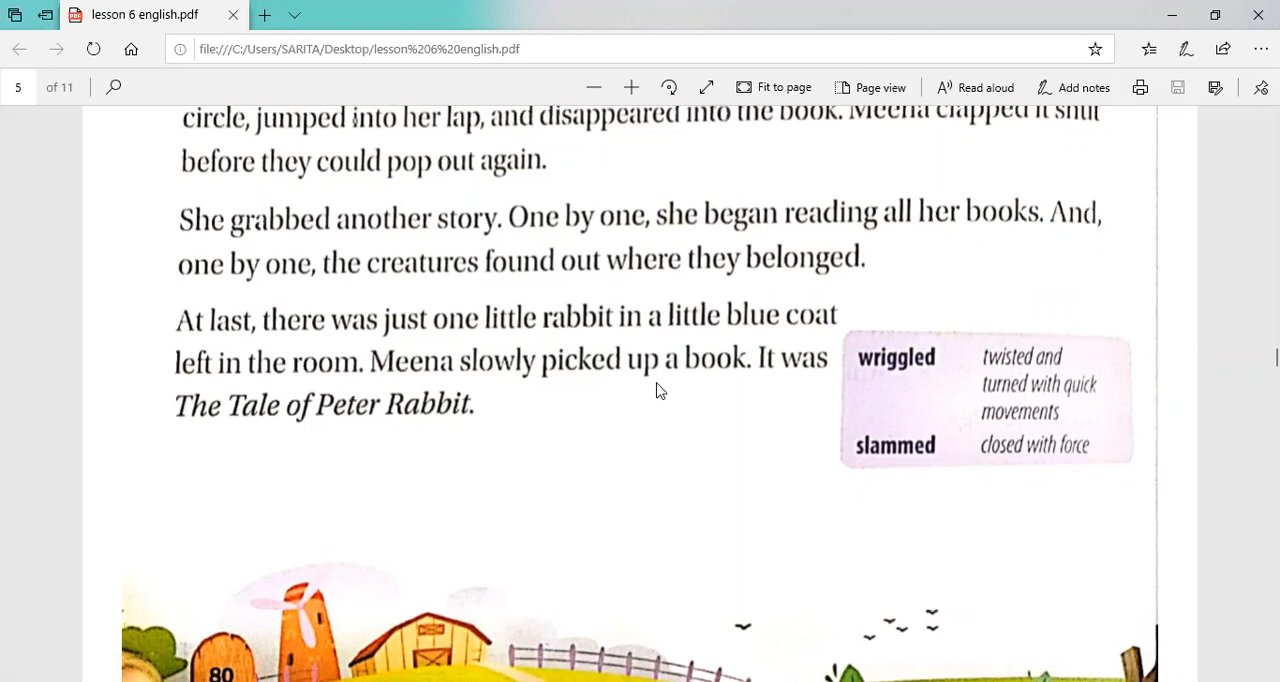 lesson 6 english.pdf
file:///C:/Users/SARITA/Desktop/lesson%206%20english.pdf
5 of 11 Fit to page Page view Read aloud Add notes
circle, jumped into her lap, and disappeared into the book. Meena clapped it shut
before they could pop out again.
She grabbed another story. One by one, she began reading all her books. And,
one by one, the creatures found out where they belonged.
At last, there was just one little rabbit in a little blue coat
left in the room. Meena slowly picked up a book. It was
The Tale of Peter Rabbit.
wriggled twisted and
turned with quick
movements
slammed closed with force
80